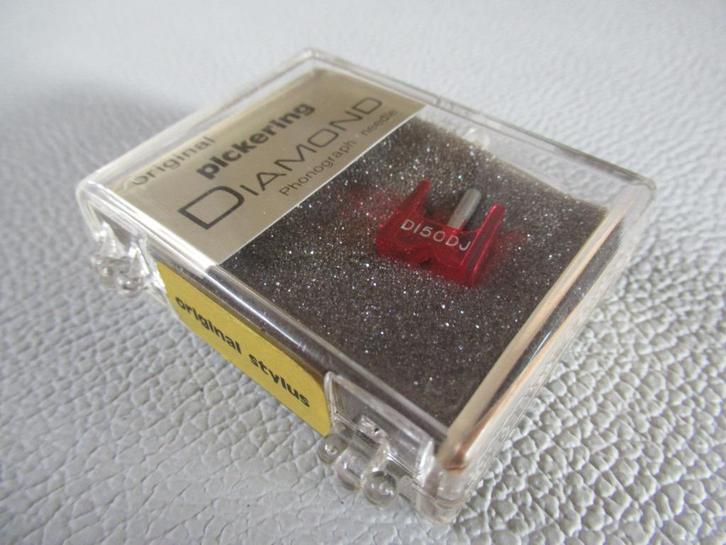 original
pickering
DIAMOND
Phonograph needle
D150DJ
original stylus